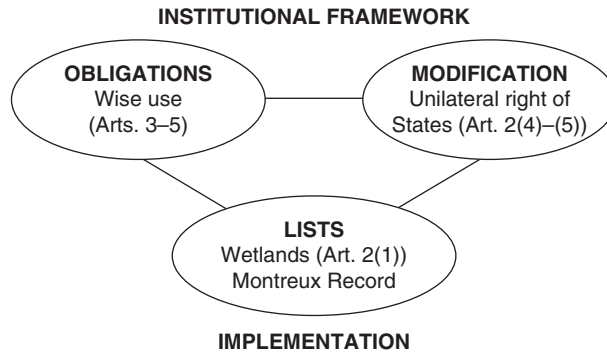 INSTITUTIONAL FRAMEWORK
OBLIGATIONS
Wise use
(Arts. 3–5)
MODIFICATION
Unilateral right of
States (Art. 2(4)–(5))
LISTS
Wetlands (Art. 2(1))
Montreux Record
IMPLEMENTATION